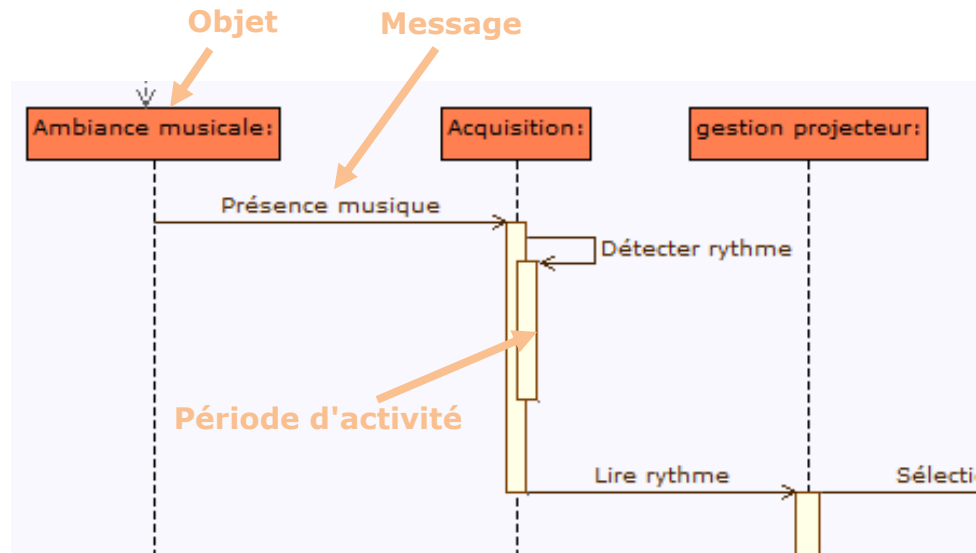 Objet
Message
Ambiance musicale:
Acquisition:
gestion projecteur:
Présence musique
Détecter rythme
Période d'activité
Lire rythme